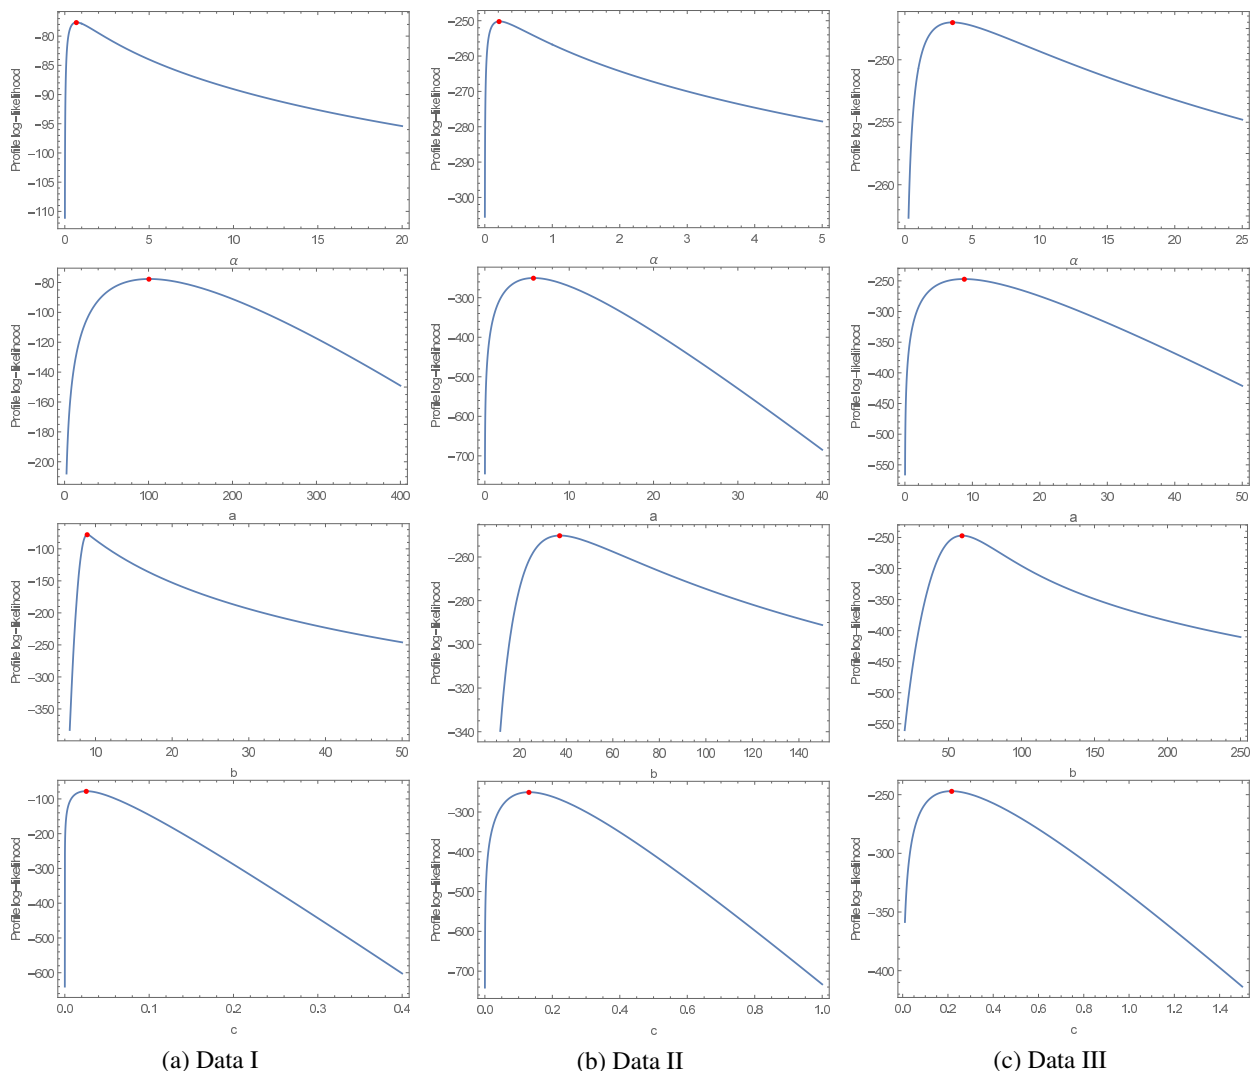 Profile log-likelihood
-80
-85
-90
-95
-100
-105
-110
0 5 10 15 20
α
Profile log-likelihood
-250
-260
-270
-280
-290
-300
0 1 2 3 4 5
α
Profile log-likelihood
-250
-255
-260
0 5 10 15 20 25
α
Profile log-likelihood
-80
-100
-120
-140
-160
-180
-200
0 100 200 300 400
a
Profile log-likelihood
-300
-400
-500
-600
-700
0 10 20 30 40
a
Profile log-likelihood
-250
-300
-350
-400
-450
-500
-550
0 10 20 30 40 50
a
Profile log-likelihood
-100
-150
-200
-250
-300
-350
10 20 30 40 50
b
Profile log-likelihood
-260
-280
-300
-320
-340
20 40 60 80 100 120 140
b
Profile log-likelihood
-250
-300
-350
-400
-450
-500
-550
50 100 150 200 250
b
Profile log-likelihood
-100
-200
-300
-400
-500
-600
0.0 0.1 0.2 0.3 0.4
c
Profile log-likelihood
-300
-400
-500
-600
-700
0.0 0.2 0.4 0.6 0.8 1.0
c
Profile log-likelihood
-250
-300
-350
-400
0.0 0.2 0.4 0.6 0.8 1.0 1.2 1.4
c
(a) Data I
(b) Data II
(c) Data III